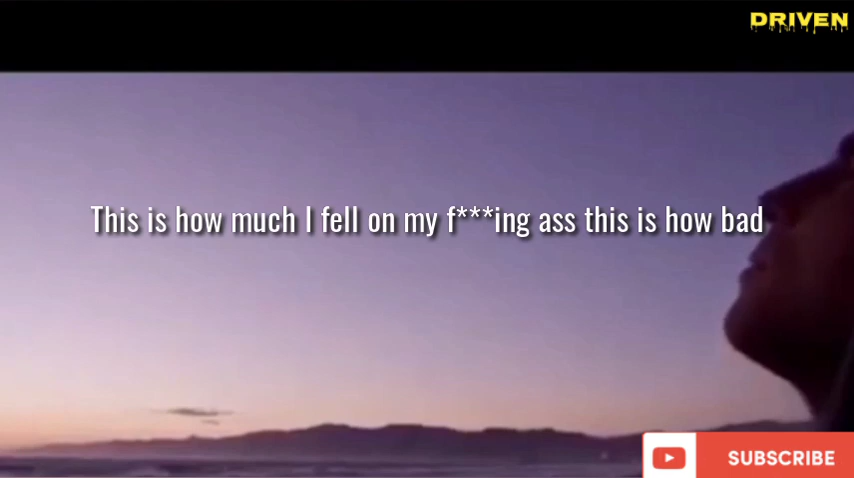 DRIVEN
This is how much I fell on my f***ing ass this is how bad
SUBSCRIBE